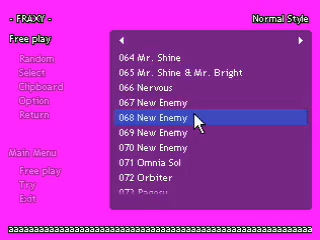 - FRAXY -
Normal Style
Free play
Random
Select
Clipboard
Option
Return
Main Menu
Free play
Try
Exit
064 Mr. Shine
065 Mr. Shine & Mr. Bright
066 Nervous
067 New Enemy
068 New Enemy
069 New Enemy
070 New Enemy
071 Omnia Sol
072 Orbiter
073